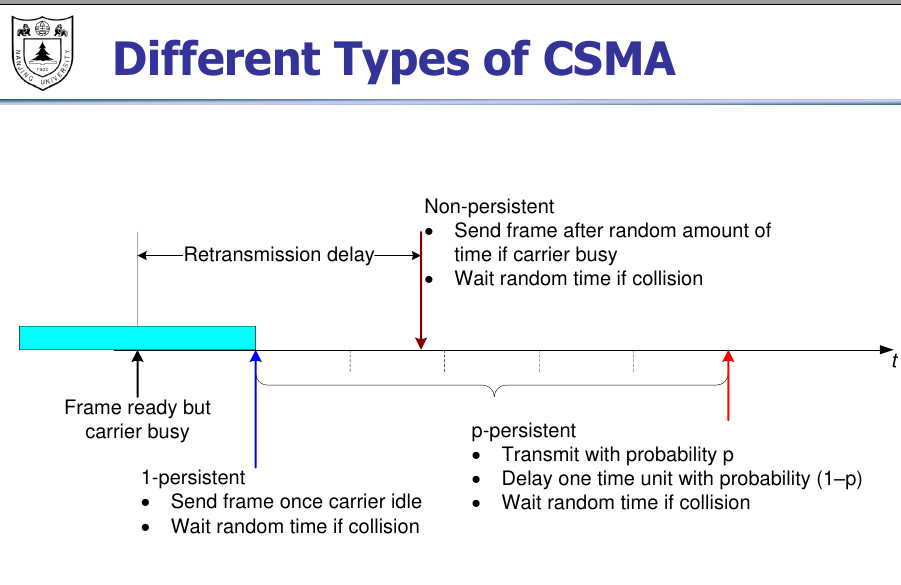 NANJING UNIVERSITY
1902
Different Types of CSMA
Non-persistent
• Send frame after random amount of
time if carrier busy
• Wait random time if collision
Retransmission delay
t
Frame ready but
carrier busy
1-persistent
• Send frame once carrier idle
• Wait random time if collision
p-persistent
• Transmit with probability p
• Delay one time unit with probability (1–p)
• Wait random time if collision